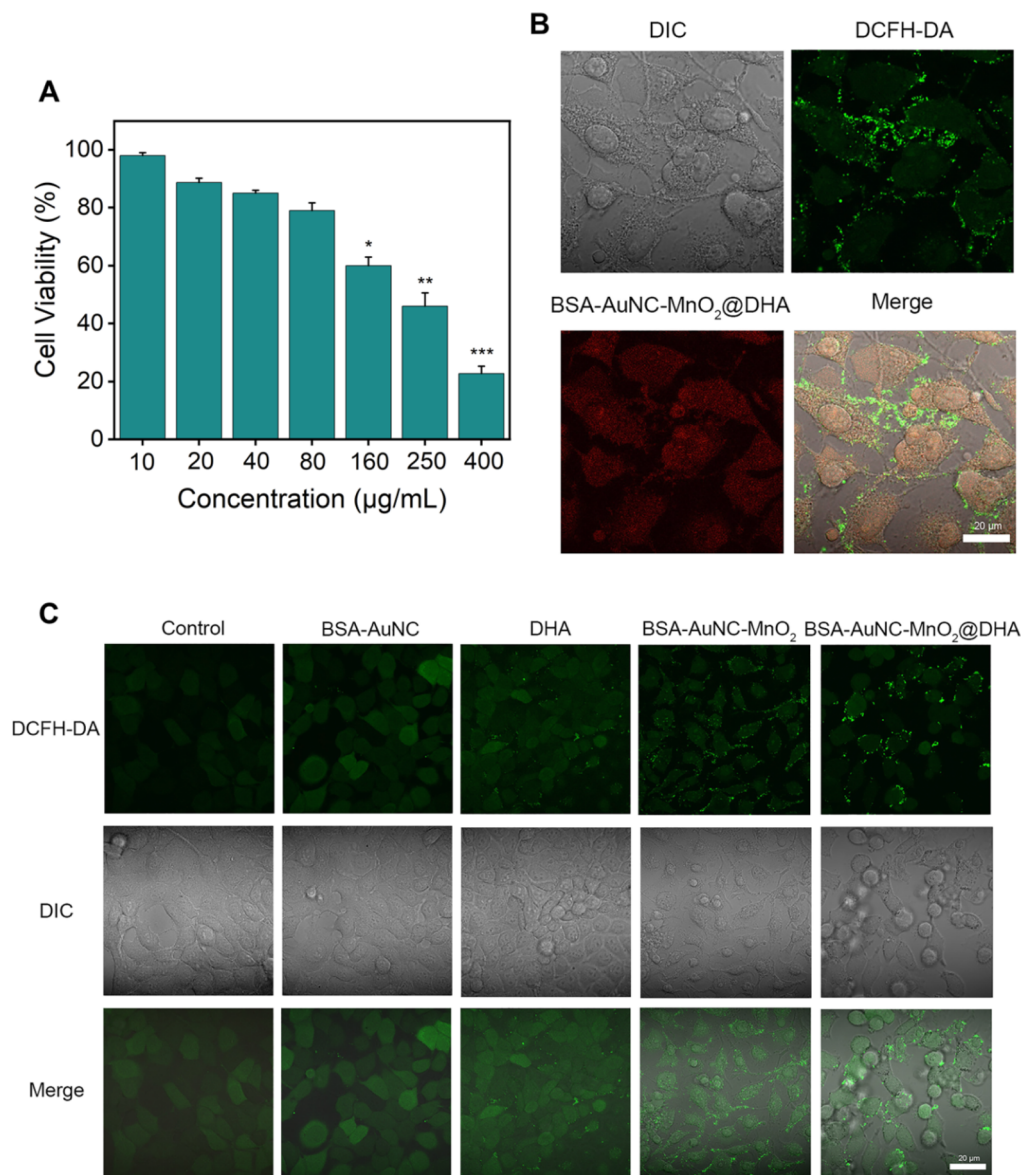 A
Cell Viability (%)
100
80
60
40
20
0
*
**
***
10 20 40 80 160 250 400
Concentration (µg/mL)
B
DIC DCFH-DA
BSA-AuNC-MnO₂@DHA Merge
20 µm
C
Control BSA-AuNC DHA BSA-AuNC-MnO₂ BSA-AuNC-MnO₂@DHA
DCFH-DA
DIC
Merge
20 µm